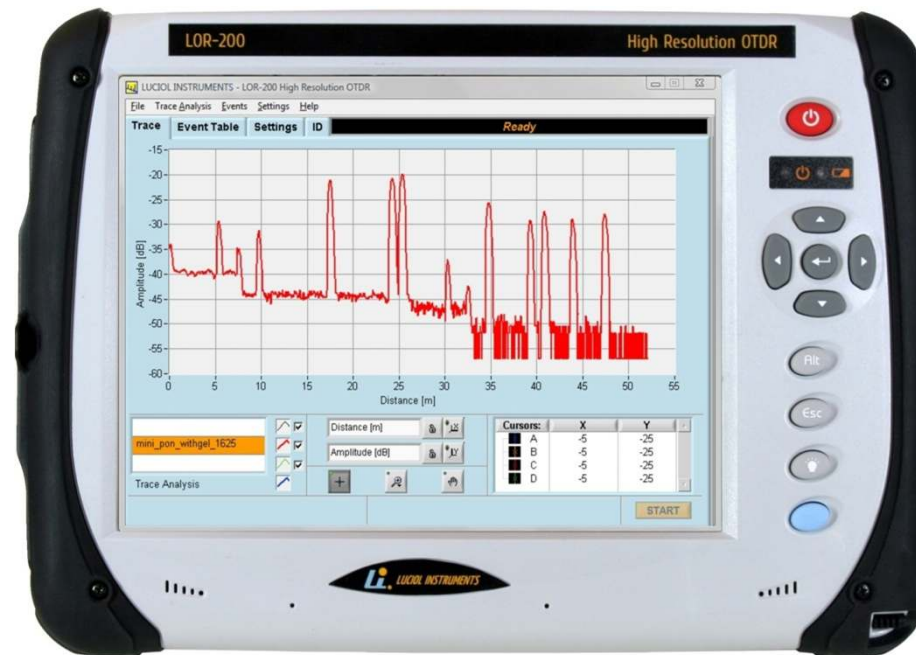 LOR-200 High Resolution OTDR
LUCIOL INSTRUMENTS - LOR-200 High Resolution OTDR
File Trace Analysis Events Settings Help
Trace Event Table Settings ID Ready
-15
-20
-25
-30
-35
-40
-45
-50
-55
-60
Amplitude [dB]
0 5 10 15 20 25 30 35 40 45 50 55
Distance [m]
mini_pon_withgel_1625
Trace Analysis
Distance [m]
Amplitude [dB]
Cursors: X Y
A -5 -25
B -5 -25
C -5 -25
D -5 -25
START
Alt
Esc
Li. LUCIOL INSTRUMENTS